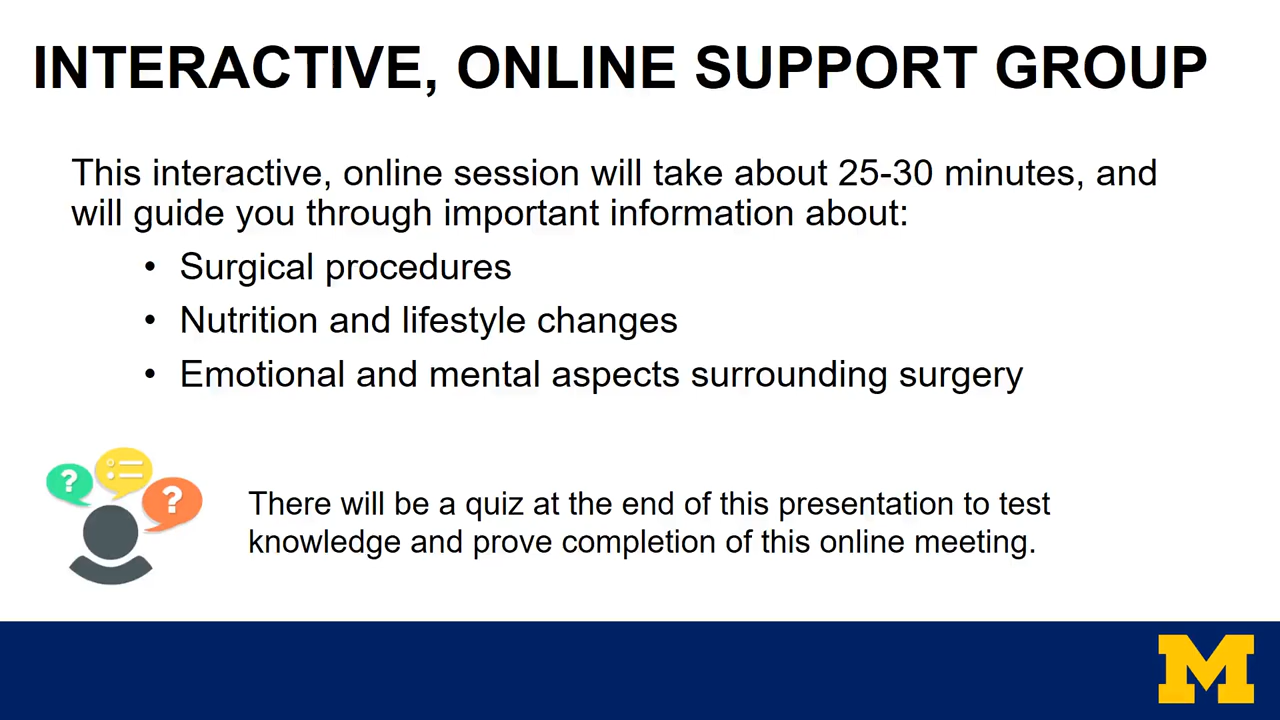 INTERACTIVE, ONLINE SUPPORT GROUP
This interactive, online session will take about 25-30 minutes, and
will guide you through important information about:
• Surgical procedures
• Nutrition and lifestyle changes
• Emotional and mental aspects surrounding surgery
?
?
There will be a quiz at the end of this presentation to test
knowledge and prove completion of this online meeting.
M